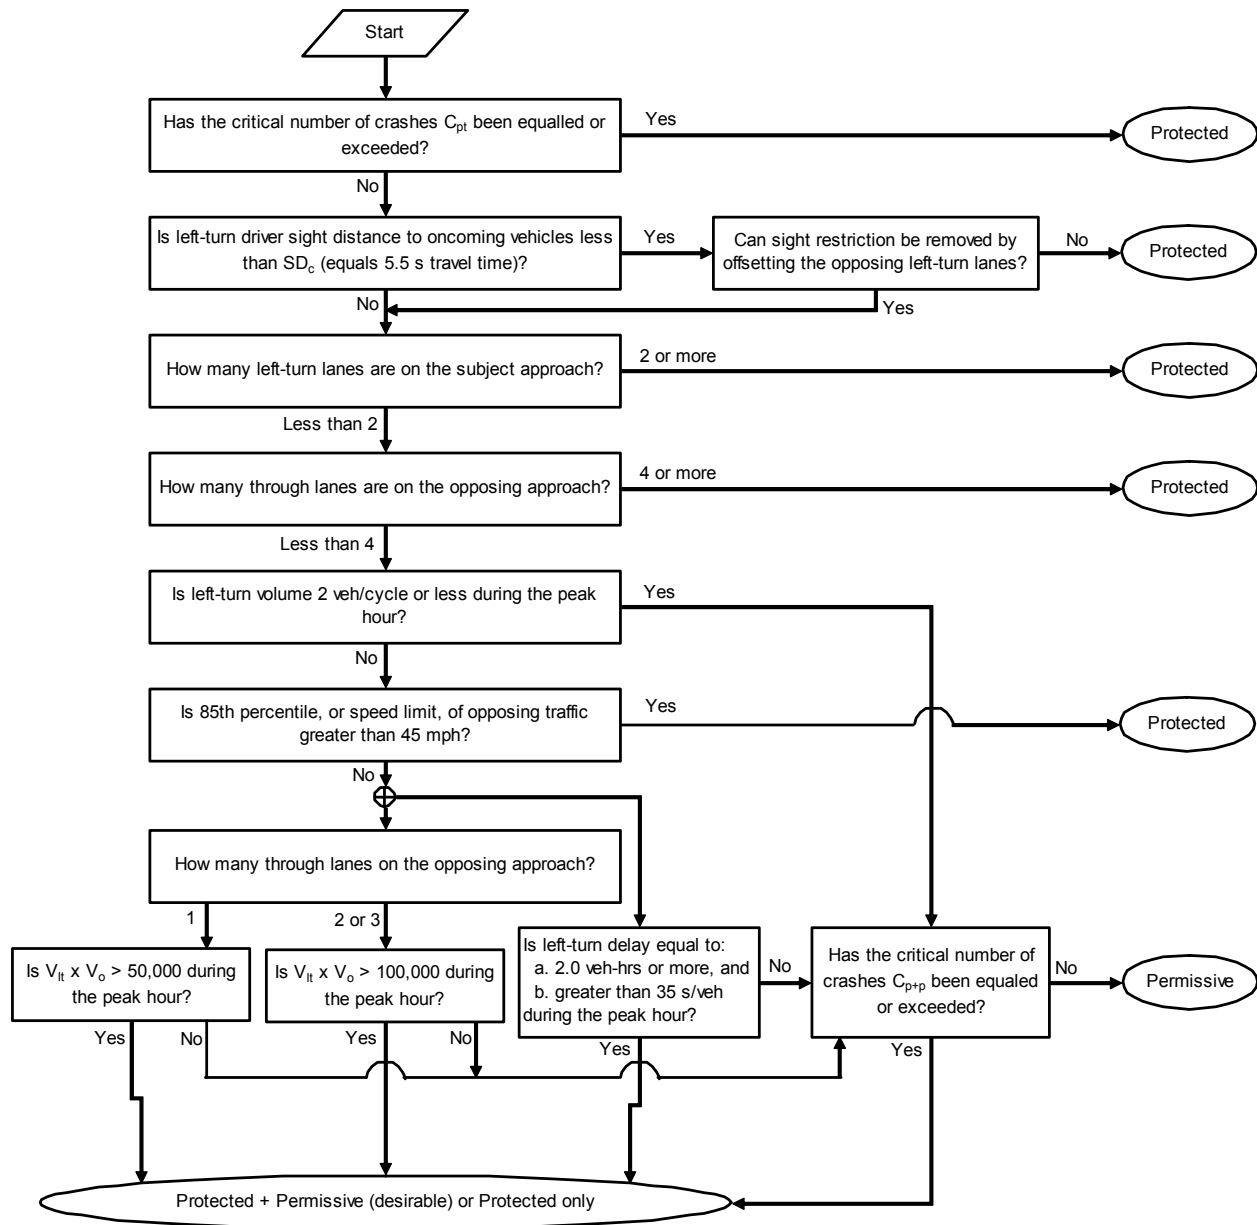 Start
Has the critical number of crashes Cpt been equalled or
exceeded?
Yes
Protected
No
Is left-turn driver sight distance to oncoming vehicles less
than SDc (equals 5.5 s travel time)?
Yes
Can sight restriction be removed by
offsetting the opposing left-turn lanes?
No
Protected
No
Yes
How many left-turn lanes are on the subject approach?
2 or more
Protected
Less than 2
How many through lanes are on the opposing approach?
4 or more
Protected
Less than 4
Is left-turn volume 2 veh/cycle or less during the peak
hour?
Yes
No
Is 85th percentile, or speed limit, of opposing traffic
greater than 45 mph?
Yes
Protected
No
How many through lanes on the opposing approach?
1
2 or 3
Is Vlt x Vo > 50,000 during
the peak hour?
Is Vlt x Vo > 100,000 during
the peak hour?
Is left-turn delay equal to:
a. 2.0 veh-hrs or more, and
b. greater than 35 s/veh
during the peak hour?
No
Has the critical number of
crashes Cp+p been equaled
or exceeded?
No
Permissive
Yes
No
Yes
No
Yes
Yes
Protected + Permissive (desirable) or Protected only